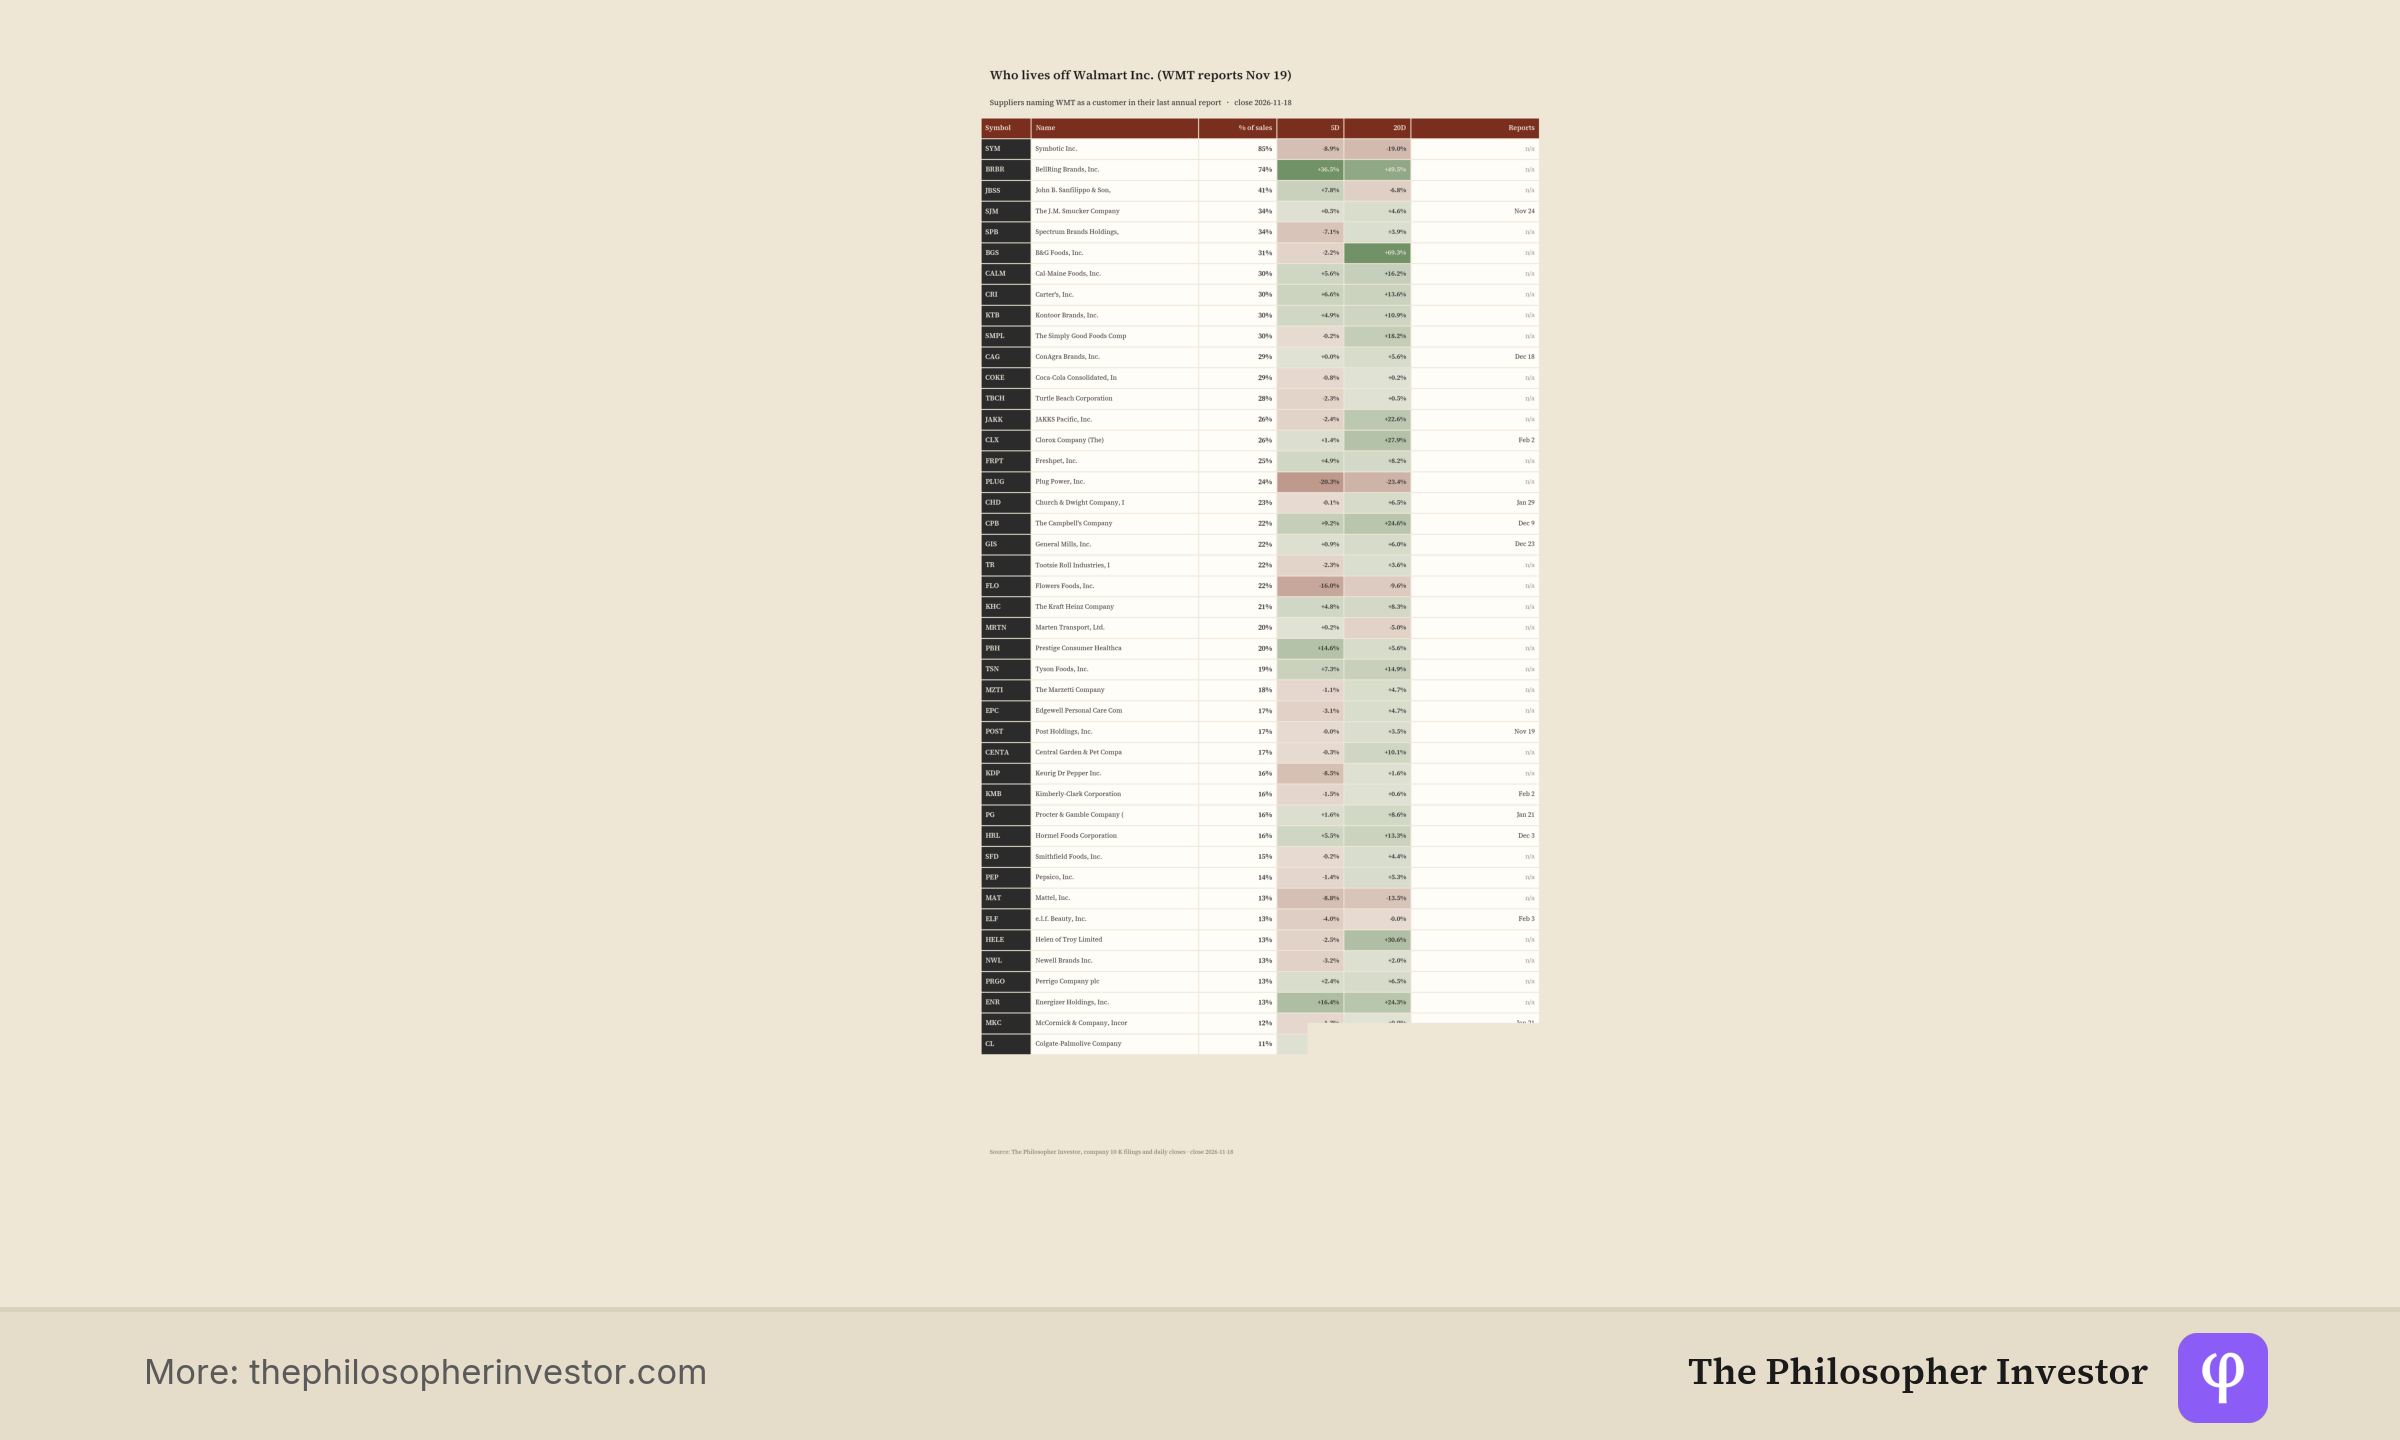 Who lives off Walmart Inc. (WMT reports Nov 19)
Suppliers naming WMT as a customer in their last annual report · close 2026-11-18
Symbol Name % of sales 5D 20D Reports
SYM Symbotic Inc. 85% -8.9% -19.0% n/a
BRBR BellRing Brands, Inc. 74% +36.5% +49.5% n/a
JBSS John B. Sanfilippo & Son, 41% +7.8% -6.8% n/a
SJM The J.M. Smucker Company 34% +0.5% +4.6% Nov 24
SPB Spectrum Brands Holdings, 34% -7.1% +3.9% n/a
BGS B&G Foods, Inc. 31% -2.2% +69.3% n/a
CALM Cal-Maine Foods, Inc. 30% +5.6% +16.2% n/a
CRI Carter's, Inc. 30% +6.6% +13.6% n/a
KTB Kontoor Brands, Inc. 30% +4.9% +10.9% n/a
SMPL The Simply Good Foods Comp 30% -0.2% +18.2% n/a
CAG ConAgra Brands, Inc. 29% +0.0% +5.6% Dec 18
COKE Coca-Cola Consolidated, In 29% -0.8% +0.2% n/a
TBCH Turtle Beach Corporation 28% -2.3% +0.5% n/a
JAKK JAKKS Pacific, Inc. 26% -2.4% +22.6% n/a
CLX Clorox Company (The) 26% +1.4% +27.9% Feb 2
FRPT Freshpet, Inc. 25% +4.9% +8.2% n/a
PLUG Plug Power, Inc. 24% -20.3% -23.4% n/a
CHD Church & Dwight Company, I 23% -0.1% +6.5% Jan 29
CPB The Campbell's Company 22% +9.2% +24.6% Dec 9
GIS General Mills, Inc. 22% +0.9% +6.0% Dec 23
TR Tootsie Roll Industries, I 22% -2.3% +3.6% n/a
FLO Flowers Foods, Inc. 22% -16.0% -9.6% n/a
KHC The Kraft Heinz Company 21% +4.8% +8.3% n/a
MRTN Marten Transport, Ltd. 20% +0.2% -5.0% n/a
PBH Prestige Consumer Healthca 20% +14.6% +5.6% n/a
TSN Tyson Foods, Inc. 19% +7.3% +14.9% n/a
MZTI The Marzetti Company 18% -1.1% +4.7% n/a
EPC Edgewell Personal Care Com 17% -3.1% +4.7% n/a
POST Post Holdings, Inc. 17% -0.0% +3.5% Nov 19
CENTA Central Garden & Pet Compa 17% -0.3% +10.1% n/a
KDP Keurig Dr Pepper Inc. 16% -8.5% +1.6% n/a
KMB Kimberly-Clark Corporation 16% -1.5% +0.6% Feb 2
PG Procter & Gamble Company ( 16% +1.6% +8.6% Jan 21
HRL Hormel Foods Corporation 16% +5.5% +13.3% Dec 3
SFD Smithfield Foods, Inc. 15% -0.2% +4.4% n/a
PEP Pepsico, Inc. 14% -1.4% +5.3% n/a
MAT Mattel, Inc. 13% -8.8% -13.5% n/a
ELF e.l.f. Beauty, Inc. 13% -4.0% -0.0% Feb 3
HELE Helen of Troy Limited 13% -2.5% +30.6% n/a
NWL Newell Brands Inc. 13% -3.2% +2.0% n/a
PRGO Perrigo Company plc 13% +2.4% +6.5% n/a
ENR Energizer Holdings, Inc. 13% +16.4% +24.3% n/a
MKC McCormick & Company, Incor 12%
CL Colgate-Palmolive Company 11%
Source: The Philosopher Investor, company 10-K filings and daily closes · close 2026-11-18
More: thephilosopherinvestor.com
The Philosopher Investor φ